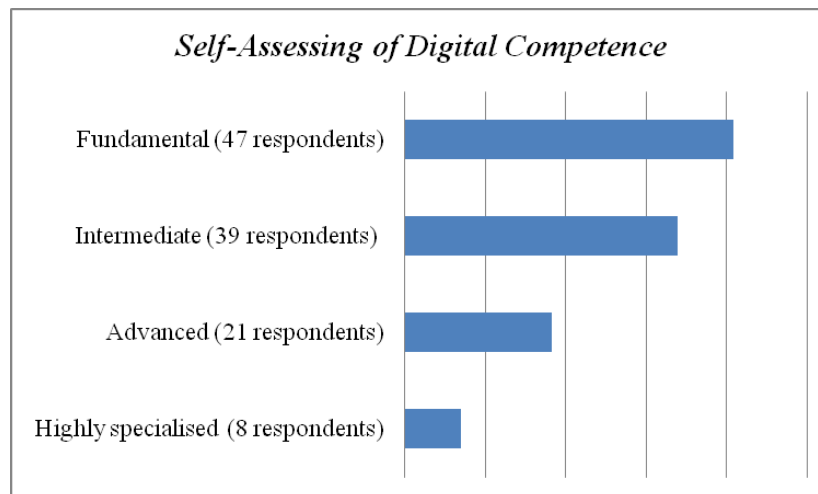 Self-Assessing of Digital Competence
Fundamental (47 respondents)
Intermediate (39 respondents)
Advanced (21 respondents)
Highly specialised (8 respondents)